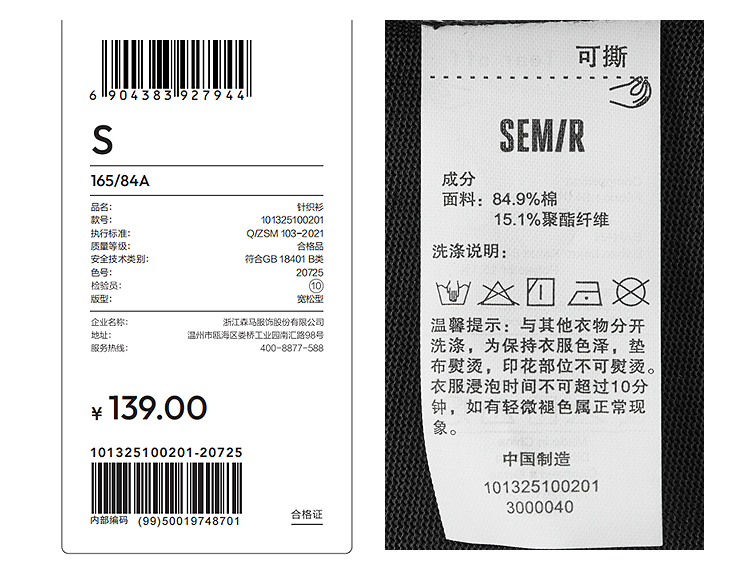 6 904383 927944
S
165/84A
品名: 针织衫
款号: 101325100201
执行标准: Q/ZSM 103-2021
质量等级: 合格品
安全技术类别: 符合GB 18401 B类
色号: 20725
检验员: ⑩
版型: 宽松型
企业名称: 浙江森马服饰股份有限公司
地址: 温州市瓯海区娄桥工业园南汇路98号
服务热线: 400-8877-588
¥ 139.00
101325100201-20725
内部编码 (99)50019748701
合格证
可撕
SEMIR
成分
面料: 84.9%棉
15.1%聚酯纤维
洗涤说明:
温馨提示: 与其他衣物分开
洗涤，为保持衣服色泽，垫
布熨烫，印花部位不可熨烫。
衣服浸泡时间不可超过10分
钟，如有轻微褪色属正常现
象。
中国制造
101325100201
3000040